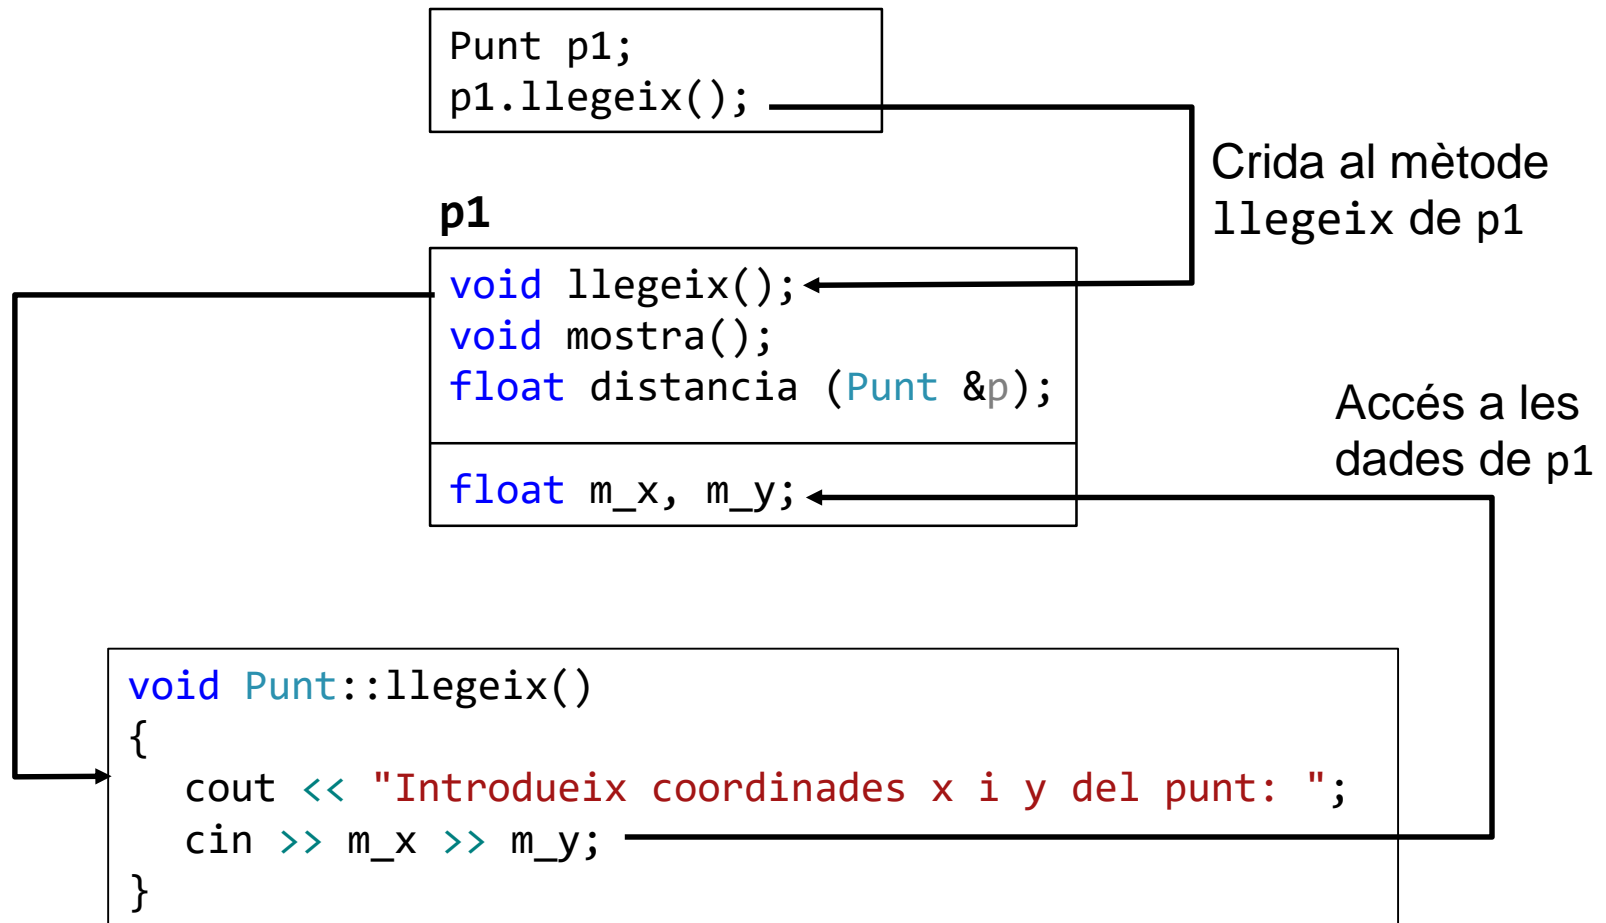 Punt p1;
p1.llegeix();
Crida al mètode
llegeix de p1
p1
void llegeix();
void mostra();
float distancia (Punt &p);
float m_x, m_y;
Accés a les
dades de p1
void Punt::llegeix()
{
cout << "Introdueix coordinades x i y del punt: ";
cin >> m_x >> m_y;
}